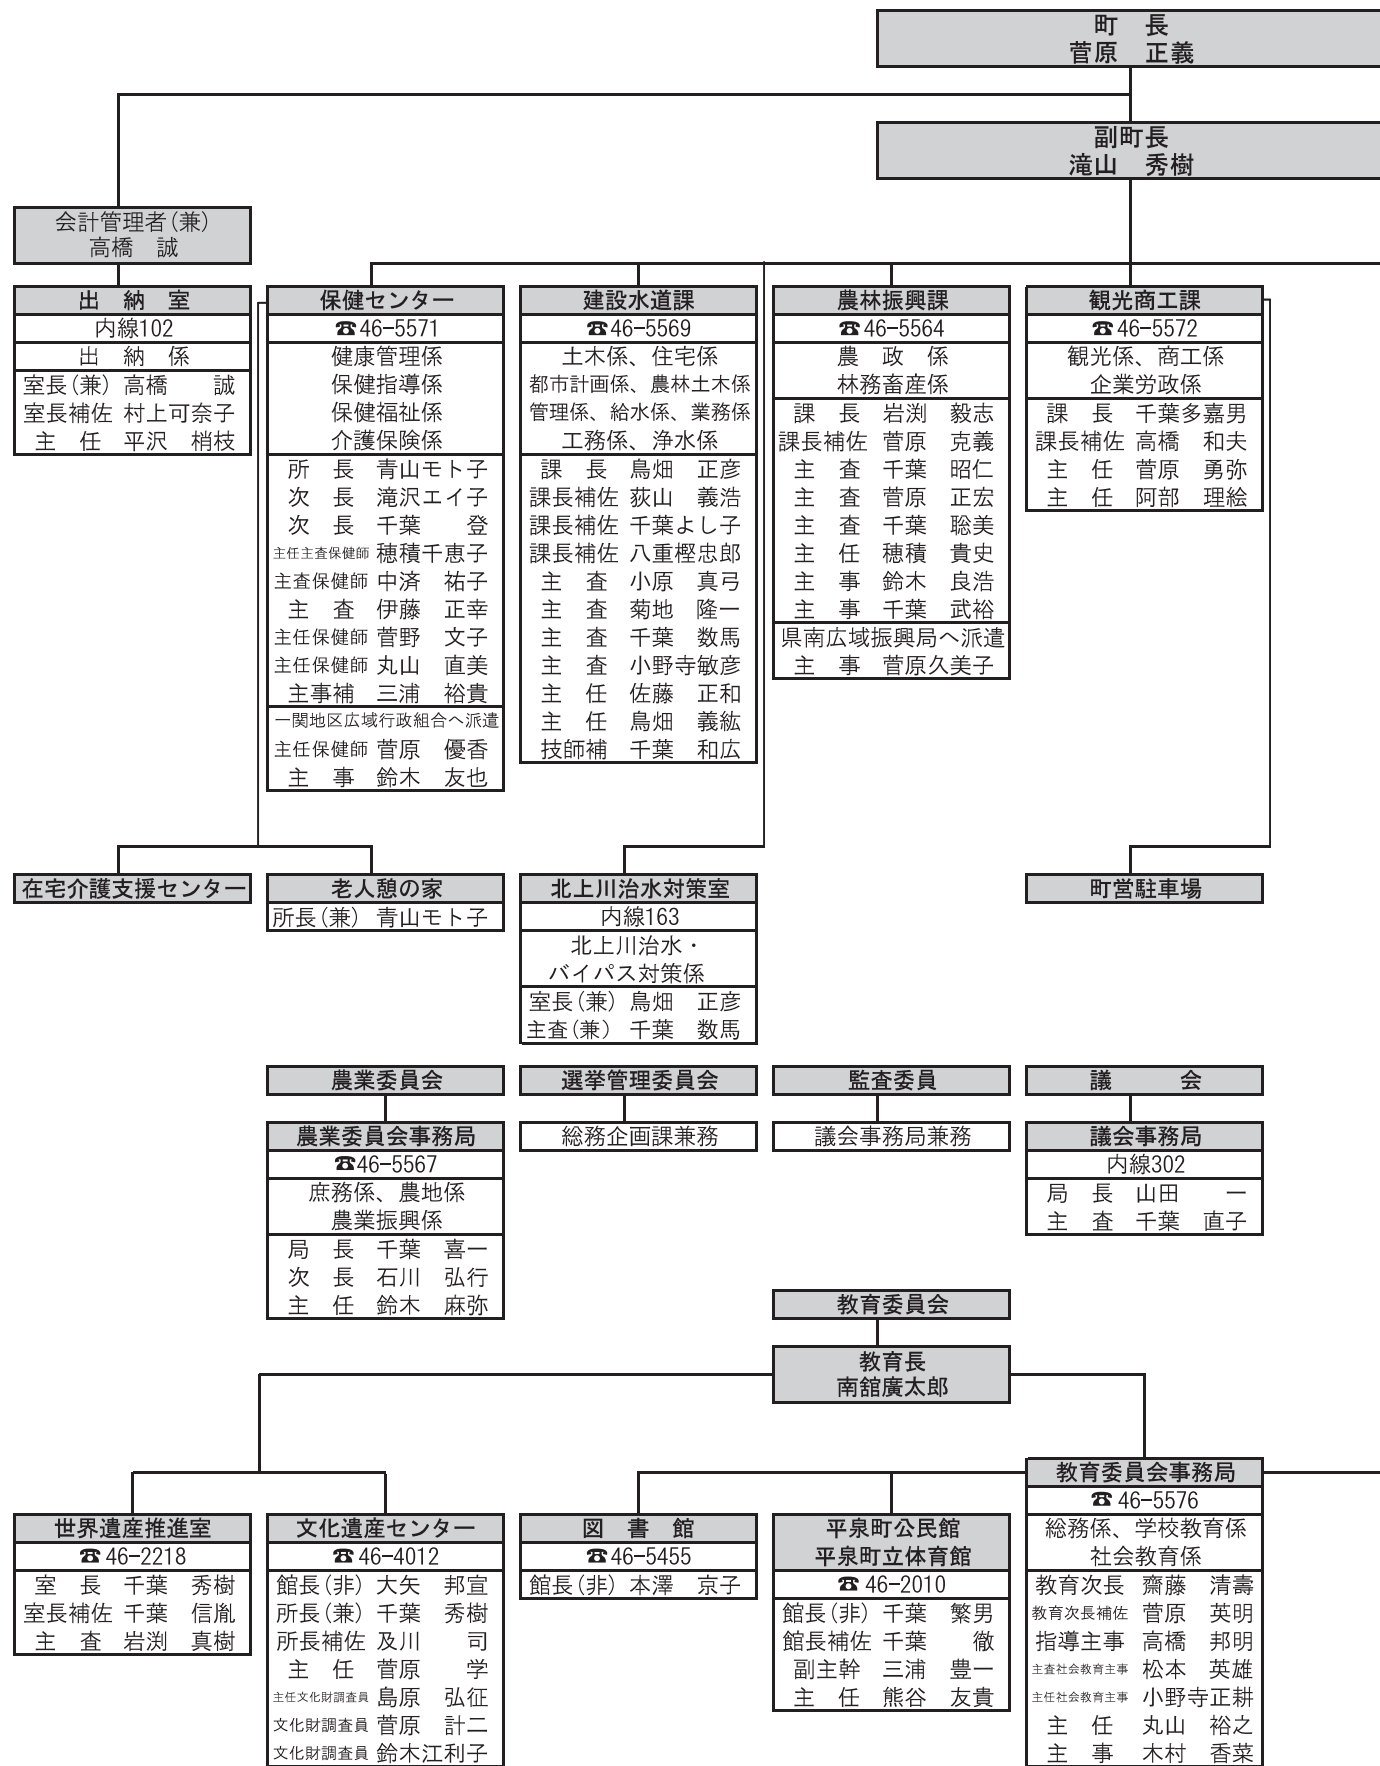 町　長
菅原　正義
副町長
滝山　秀樹
会計管理者(兼)
高橋　誠
出　納　室
内線102
出　納　係
室長(兼) 高橋　　誠
室長補佐 村上可奈子
主　任 平沢　梢枝
保健センター
☎46−5571
健康管理係
保健指導係
保健福祉係
介護保険係
所　長 青山モト子
次　長 滝沢エイ子
次　長 千葉　　登
主任主査保健師 穂積千恵子
主査保健師 中済　祐子
主　査 伊藤　正幸
主任保健師 菅野　文子
主任保健師 丸山　直美
主事補 三浦　裕貴
一関地区広域行政組合へ派遣
主任保健師 菅原　優香
主　事 鈴木　友也
建設水道課
☎46−5569
土木係、住宅係
都市計画係、農林土木係
管理係、給水係、業務係
工務係、浄水係
課　長 鳥畑　正彦
課長補佐 荻山　義浩
課長補佐 千葉よし子
課長補佐 八重樫忠郎
主　査 小原　真弓
主　査 菊地　隆一
主　査 千葉　数馬
主　査 小野寺敏彦
主　任 佐藤　正和
主　任 鳥畑　義紘
技師補 千葉　和広
農林振興課
☎46−5564
農　政　係
林務畜産係
課　長 岩渕　毅志
課長補佐 菅原　克義
主　査 千葉　昭仁
主　査 菅原　正宏
主　査 千葉　聡美
主　任 穂積　貴史
主　事 鈴木　良浩
主　事 千葉　武裕
県南広域振興局へ派遣
主　事 菅原久美子
観光商工課
☎46−5572
観光係、商工係
企業労政係
課　長 千葉多嘉男
課長補佐 高橋　和夫
主　任 菅原　勇弥
主　任 阿部　理絵
在宅介護支援センター
老人憩の家
所長(兼) 青山モト子
北上川治水対策室
内線163
北上川治水・
バイパス対策係
室長(兼) 鳥畑　正彦
主査(兼) 千葉　数馬
町営駐車場
農業委員会
農業委員会事務局
☎46−5567
庶務係、農地係
農業振興係
局　長 千葉　喜一
次　長 石川　弘行
主　任 鈴木　麻弥
選挙管理委員会
総務企画課兼務
監査委員
議会事務局兼務
議　　会
議会事務局
内線302
局　長 山田　　一
主　査 千葉　直子
教育委員会
教育長
南舘廣太郎
世界遺産推進室
☎46−2218
室　長 千葉　秀樹
室長補佐 千葉　信胤
主　査 岩渕　真樹
文化遺産センター
☎46−4012
館長(非) 大矢　邦宣
所長(兼) 千葉　秀樹
所長補佐 及川　　司
主　任 菅原　　学
主任文化財調査員 島原　弘征
文化財調査員 菅原　計二
文化財調査員 鈴木江利子
図　書　館
☎46−5455
館長(非) 本澤　京子
平泉町公民館
平泉町立体育館
☎46−2010
館長(非) 千葉　繁男
館長補佐 千葉　　徹
副主幹 三浦　豊一
主　任 熊谷　友貴
教育委員会事務局
☎46−5576
総務係、学校教育係
社会教育係
教育次長 齋藤　清壽
教育次長補佐 菅原　英明
指導主事 高橋　邦明
主査社会教育主事 松本　英雄
主任社会教育主事 小野寺正耕
主　任 丸山　裕之
主　事 木村　香菜